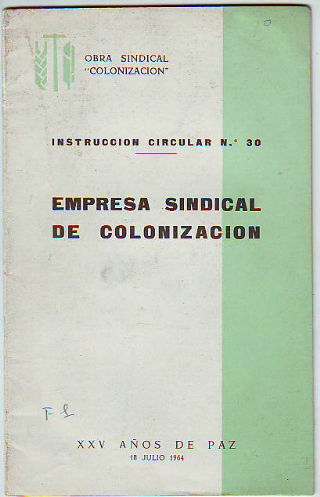 OBRA SINDICAL
"COLONIZACION"
INSTRUCCION CIRCULAR N.° 30
EMPRESA SINDICAL
DE COLONIZACION
XXV AÑOS DE PAZ
18 JULIO 1964